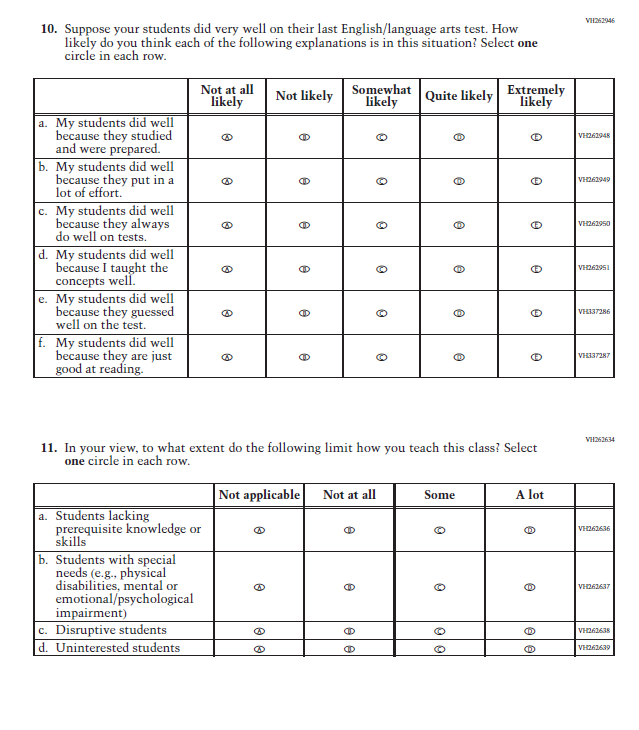 VH262946
10. Suppose your students did very well on their last English/language arts test. How
likely do you think each of the following explanations is in this situation? Select one
circle in each row.
Not at all
likely
Not likely
Somewhat
likely
Quite likely
Extremely
likely
a. My students did well
because they studied
and were prepared.
A B C D E VH262948
b. My students did well
because they put in a
lot of effort.
A B C D E VH262949
c. My students did well
because they always
do well on tests.
A B C D E VH262950
d. My students did well
because I taught the
concepts well.
A B C D E VH262951
e. My students did well
because they guessed
well on the test.
A B C D E VH337286
f. My students did well
because they are just
good at reading.
A B C D E VH337287
VH262634
11. In your view, to what extent do the following limit how you teach this class? Select
one circle in each row.
Not applicable Not at all Some A lot
a. Students lacking
prerequisite knowledge or
skills
A B C D VH262636
b. Students with special
needs (e.g., physical
disabilities, mental or
emotional/psychological
impairment)
A B C D VH262637
c. Disruptive students A B C D VH262638
d. Uninterested students A B C D VH262639